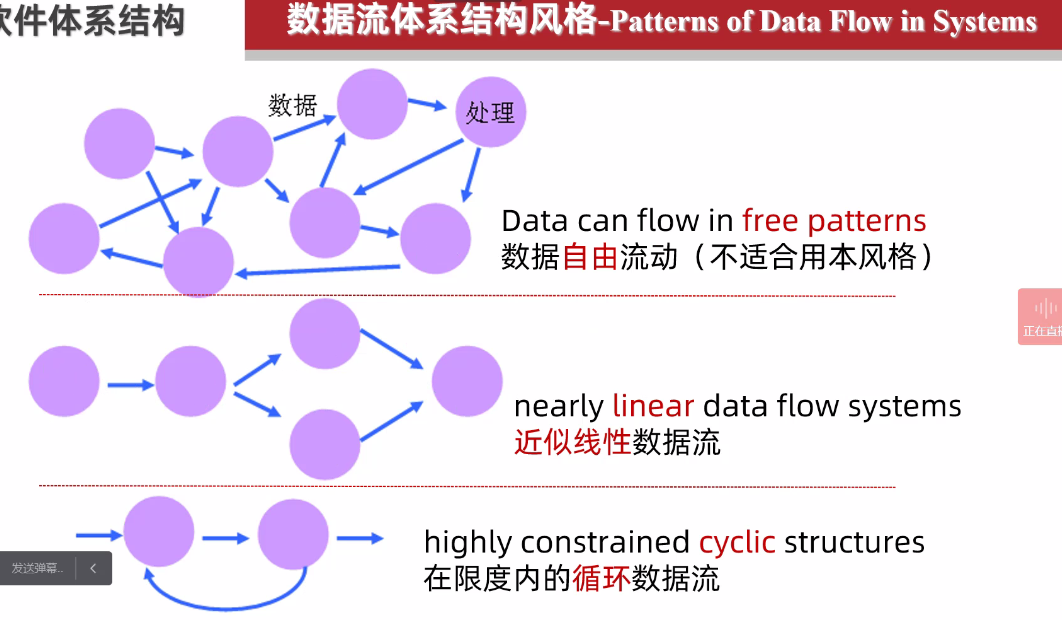 软件体系结构
数据流体系结构风格-Patterns of Data Flow in Systems
数据
处理
Data can flow in free patterns
数据自由流动（不适合用本风格）
正在直播
nearly linear data flow systems
近似线性数据流
highly constrained cyclic structures
在限度内的循环数据流
发送弹幕..